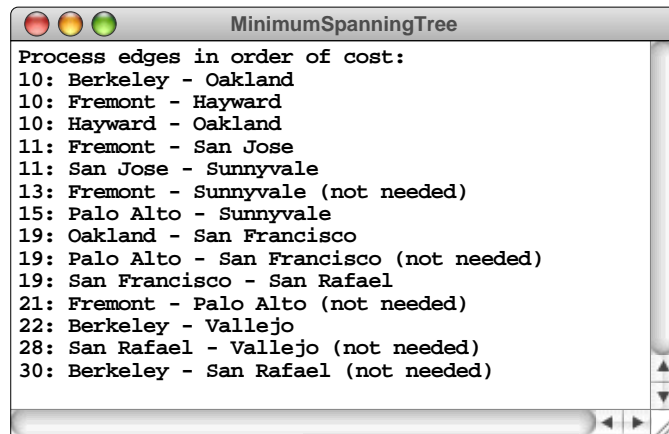 MinimumSpanningTree
Process edges in order of cost:
10: Berkeley - Oakland
10: Fremont - Hayward
10: Hayward - Oakland
11: Fremont - San Jose
11: San Jose - Sunnyvale
13: Fremont - Sunnyvale (not needed)
15: Palo Alto - Sunnyvale
19: Oakland - San Francisco
19: Palo Alto - San Francisco (not needed)
19: San Francisco - San Rafael
21: Fremont - Palo Alto (not needed)
22: Berkeley - Vallejo
28: San Rafael - Vallejo (not needed)
30: Berkeley - San Rafael (not needed)